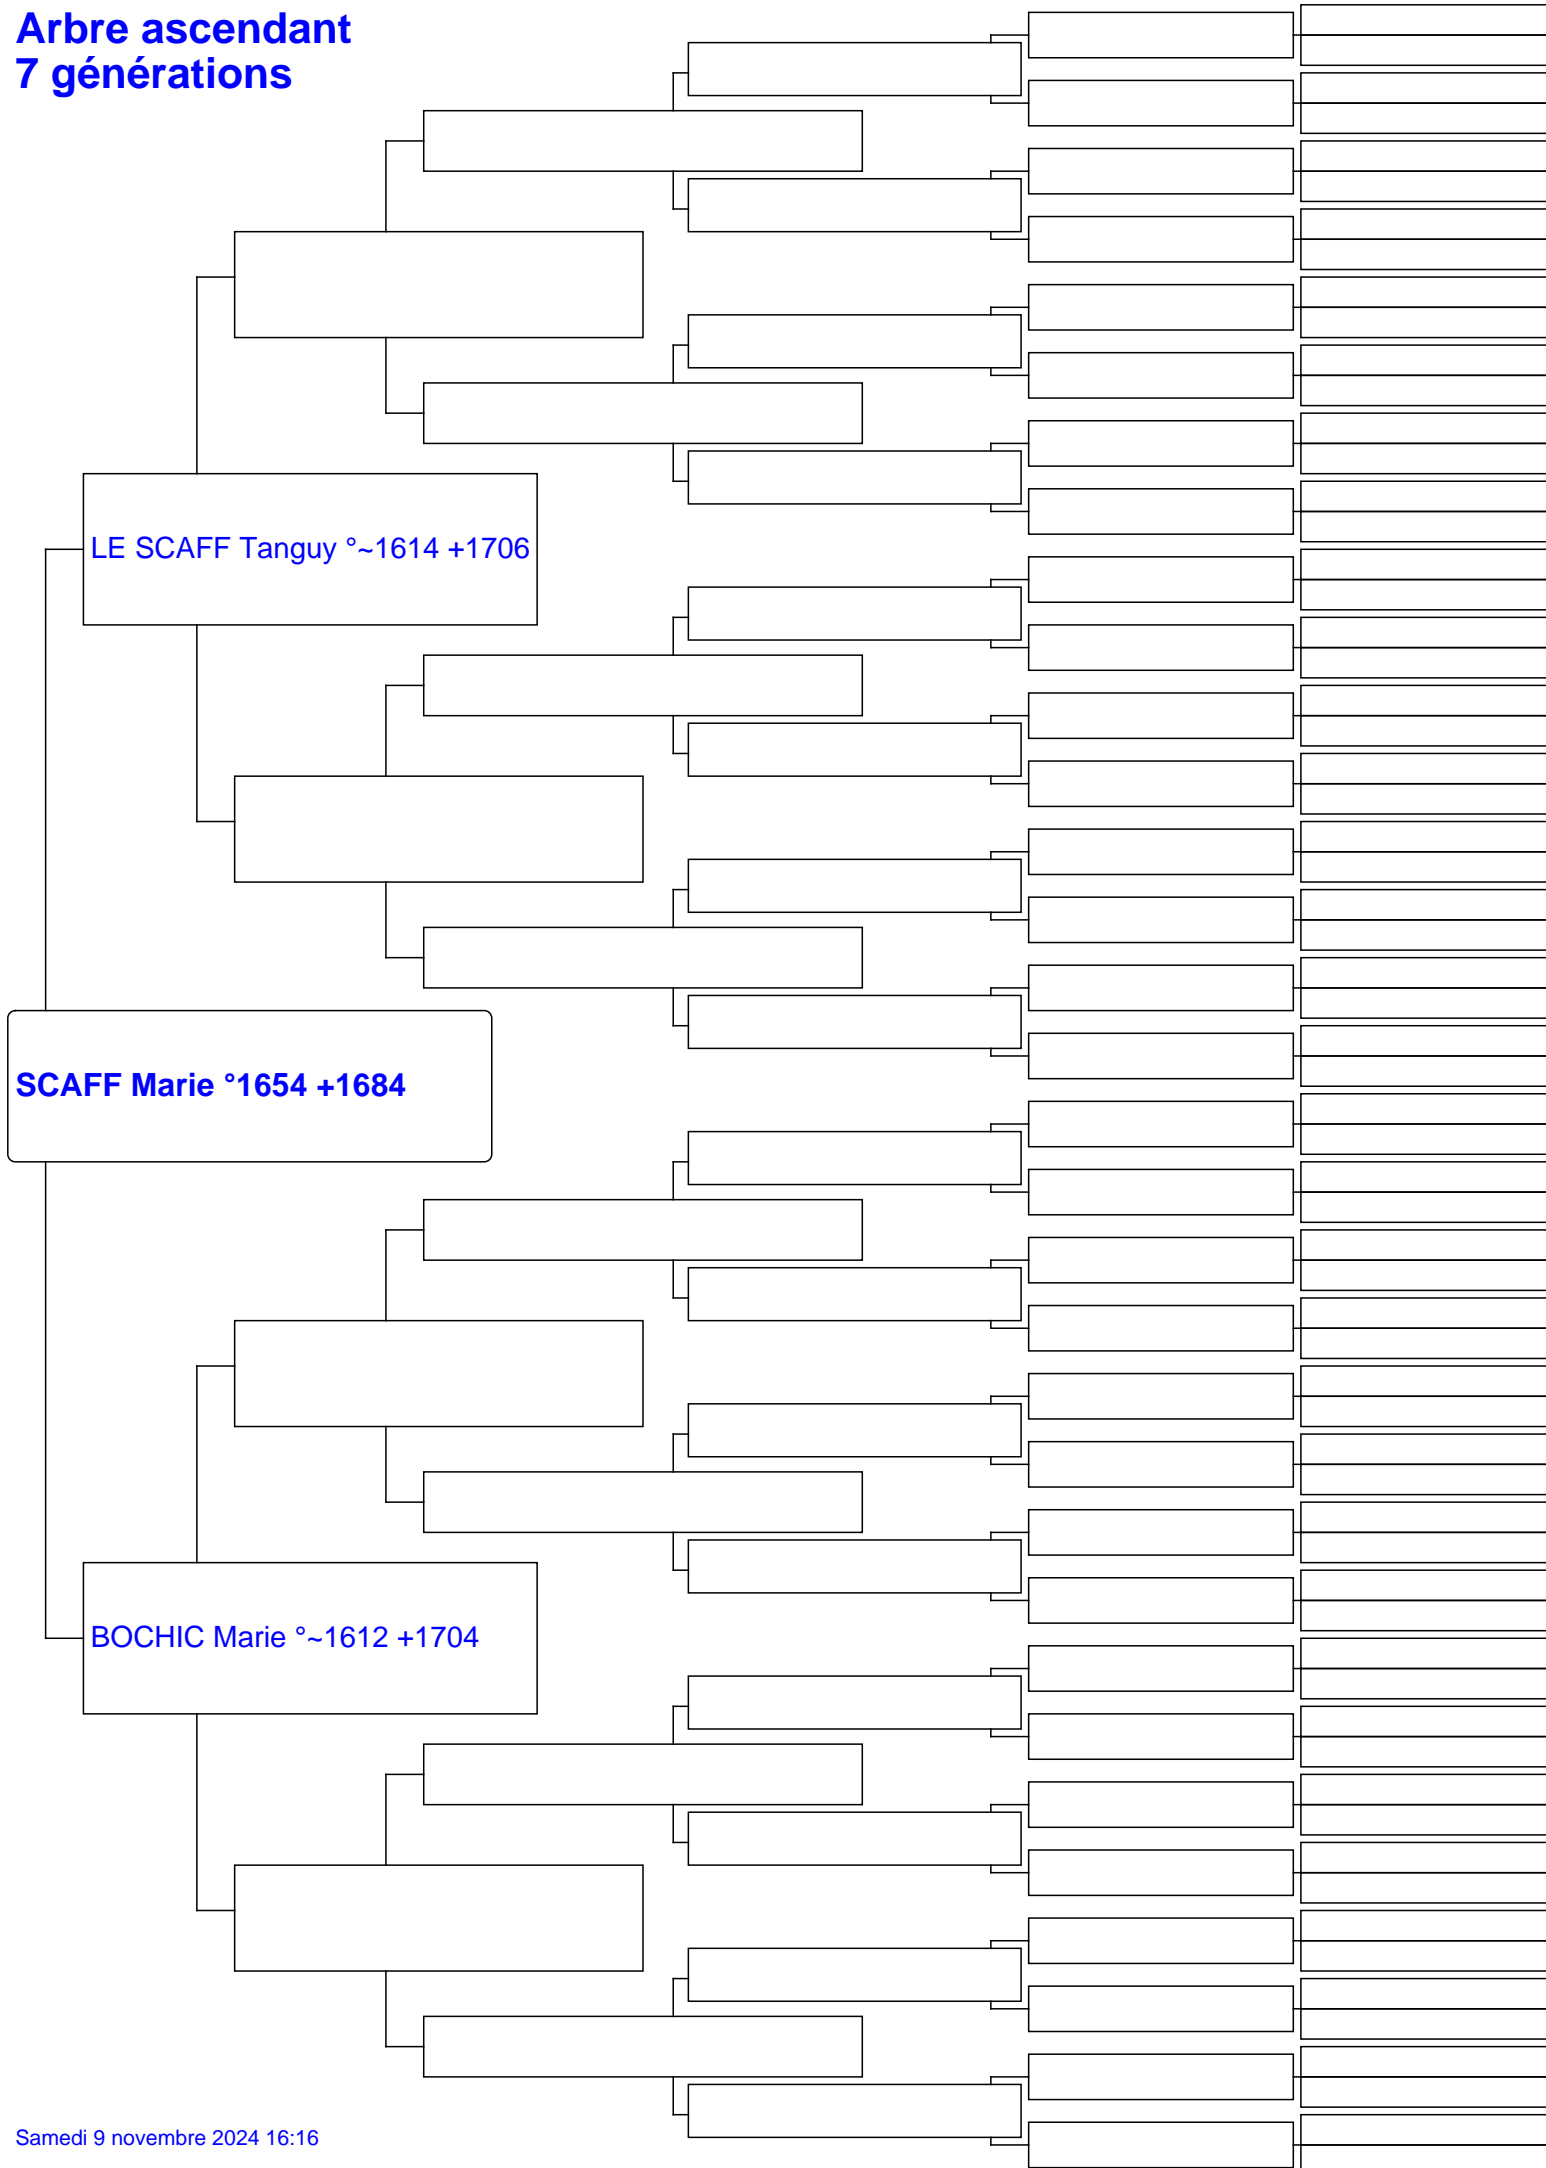 Arbre ascendant
7 générations
LE SCAFF Tanguy °~1614 +1706
SCAFF Marie °1654 +1684
BOCHIC Marie °~1612 +1704
Samedi 9 novembre 2024 16:16